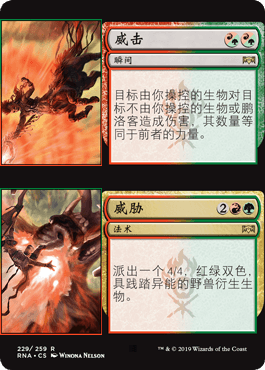 威击
瞬间
目标由你操控的生物对目
标不由你操控的生物或鹏
洛客造成伤害，其数量等
同于前者的力量。
威胁
2
法术
派出一个4/4，红绿双色，
具践踏异能的野兽衍生生
物。
229/259 R
RNA • CS WINONA NELSON
™ & © 2019 Wizards of the Coast